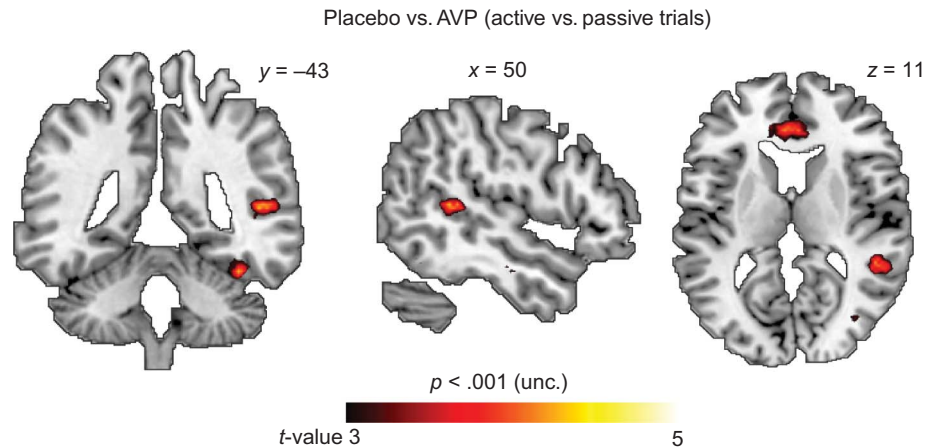 Placebo vs. AVP (active vs. passive trials)
y = –43
x = 50
z = 11
p < .001 (unc.)
t-value 3 5